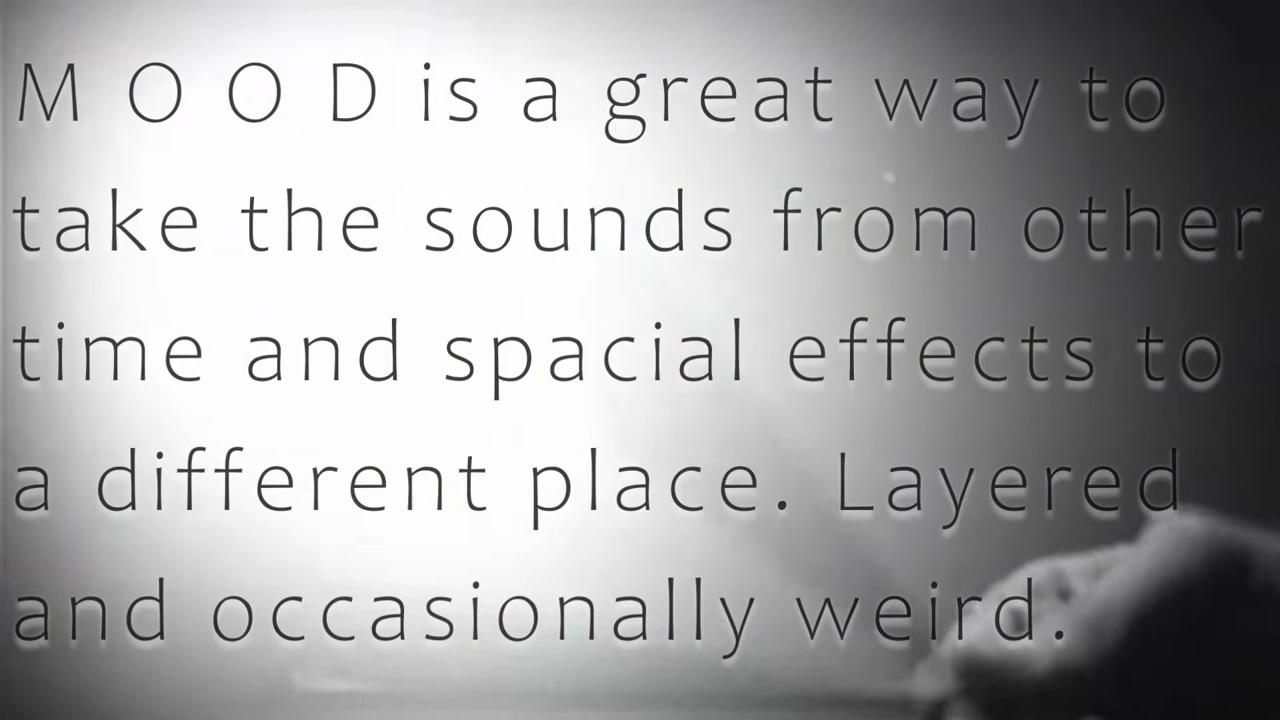 M O O D is a great way to
take the sounds from other
time and spacial effects to
a different place. Layered
and occasionally weird.